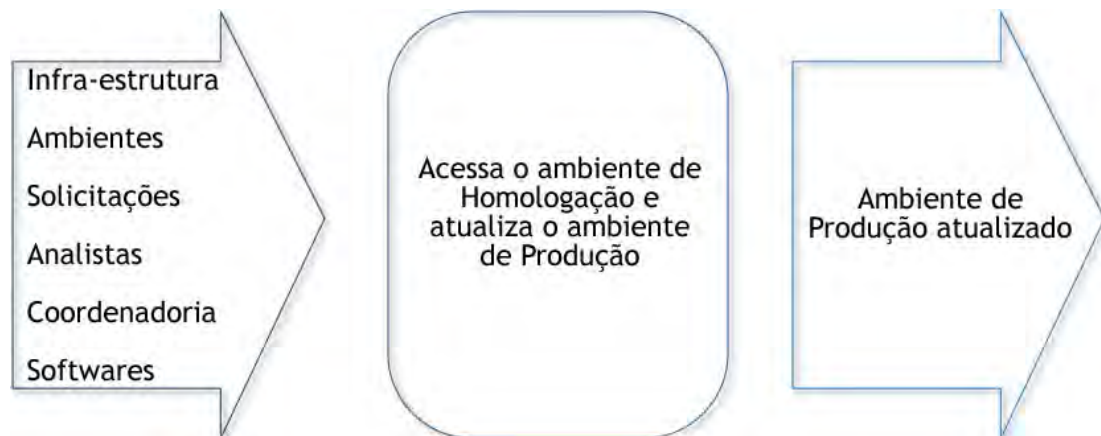 Infra-estrutura
Ambientes
Solicitações
Analistas
Coordenadoria
Softwares
Acessa o ambiente de
Homologação e
atualiza o ambiente
de Produção
Ambiente de
Produção atualizado